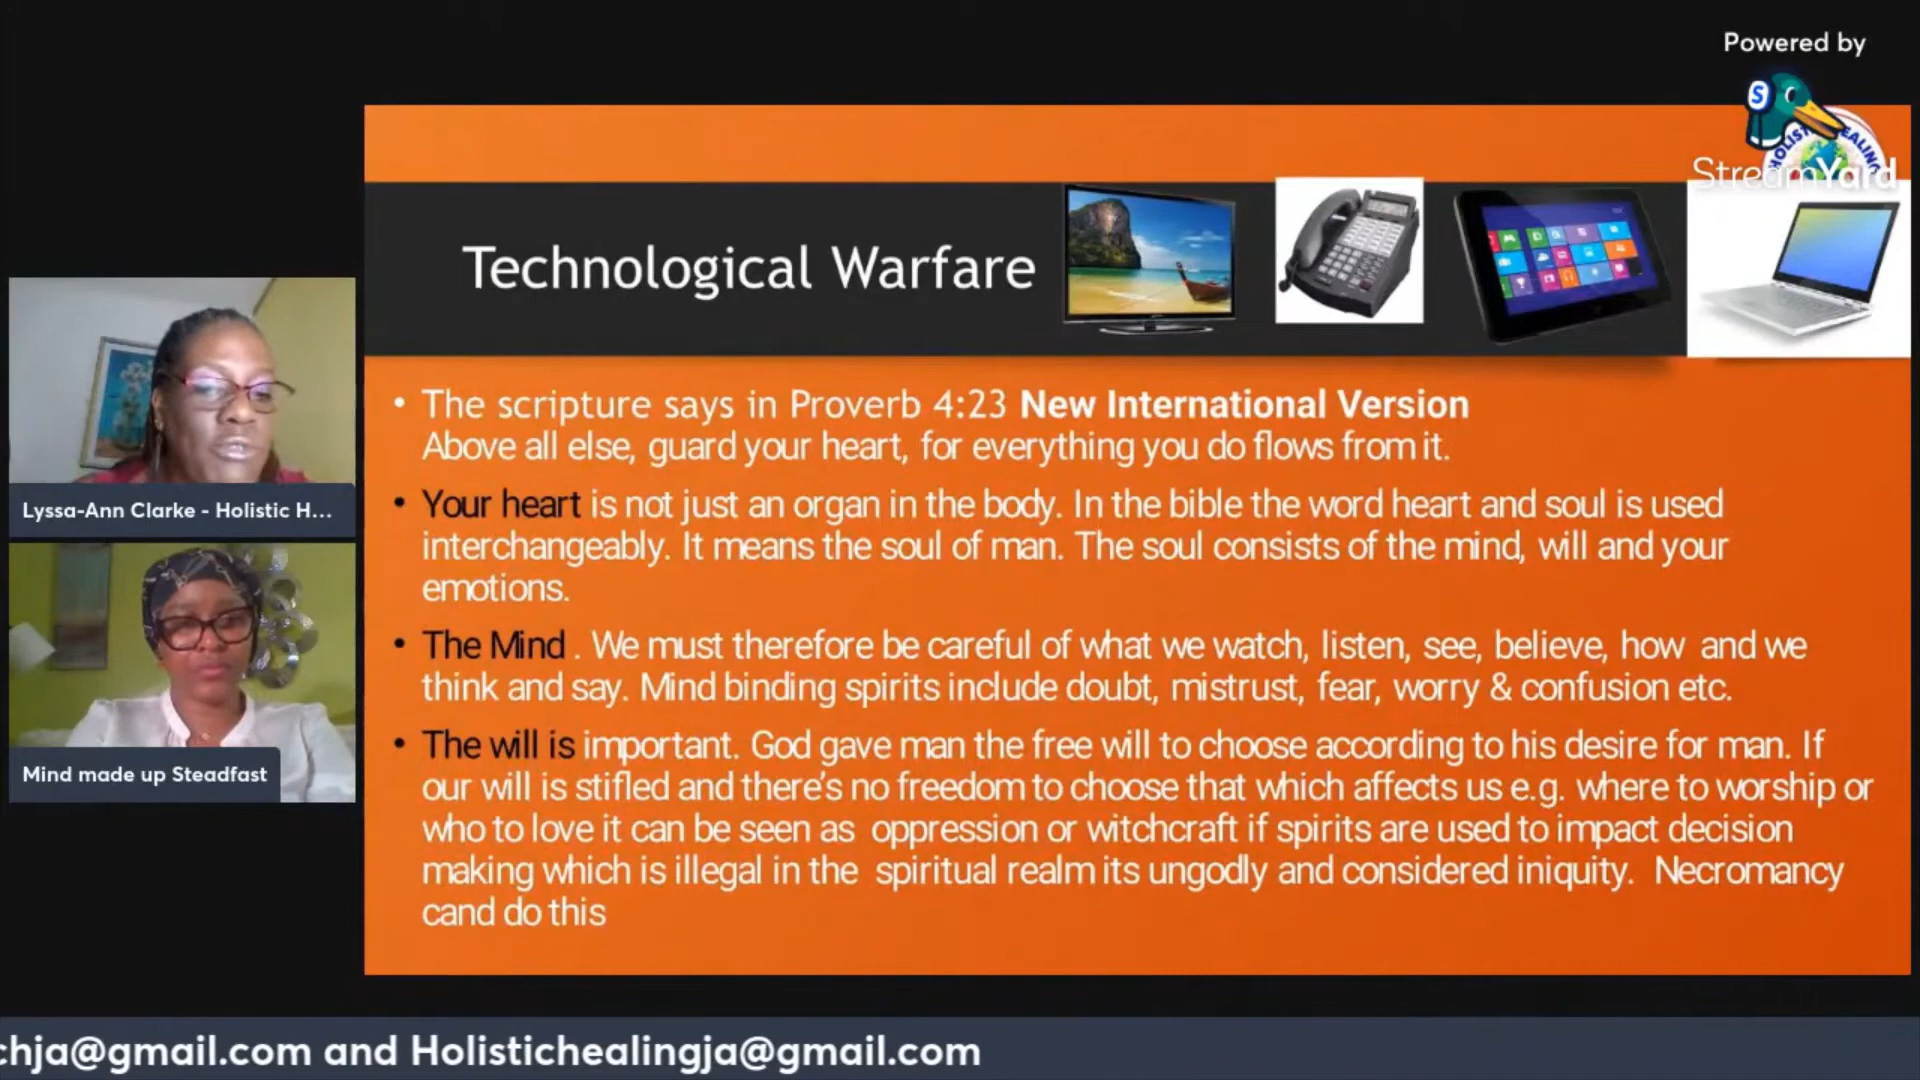 Powered by
StreamYard
HOLISTIC HEALING
Technological Warfare
• The scripture says in Proverb 4:23 New International Version
Above all else, guard your heart, for everything you do flows from it.
• Your heart is not just an organ in the body. In the bible the word heart and soul is used
interchangeably. It means the soul of man. The soul consists of the mind, will and your
emotions.
• The Mind . We must therefore be careful of what we watch, listen, see, believe, how and we
think and say. Mind binding spirits include doubt, mistrust, fear, worry & confusion etc.
• The will is important. God gave man the free will to choose according to his desire for man. If
our will is stifled and there's no freedom to choose that which affects us e.g. where to worship or
who to love it can be seen as oppression or witchcraft if spirits are used to impact decision
making which is illegal in the spiritual realm its ungodly and considered iniquity. Necromancy
cand do this
Lyssa-Ann Clarke - Holistic H...
Mind made up Steadfast
chja@gmail.com and Holistichealingja@gmail.com